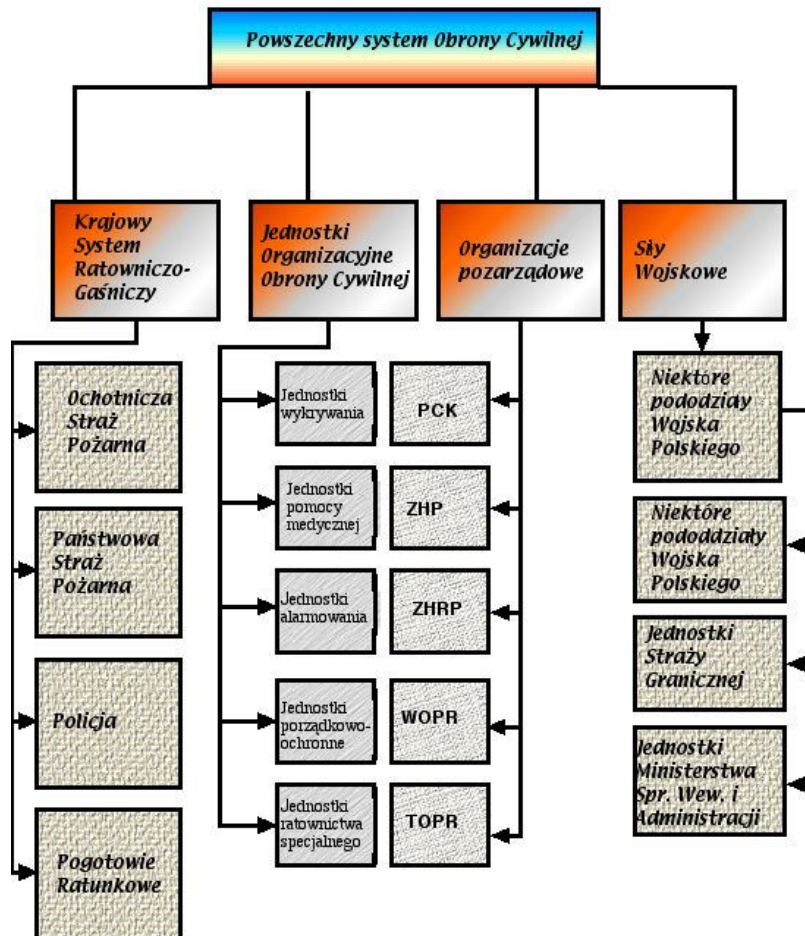 Powszechny system Obrony Cywilnej
Krajowy
System
Ratowniczo-
Gaśniczy
Jednostki
Organizacyjne
Obrony Cywilnej
Organizacje
pozarządowe
Siły
Wojskowe
Ochotnicza
Straż
Pożarna
Państwowa
Straż
Pożarna
Policja
Pogotowie
Ratunkowe
Jednostki
wykrywania
Jednostki
pomocy
medycznej
Jednostki
alarmowania
Jednostki
porządkowo-
ochronne
Jednostki
ratownictwa
specjalnego
PCK
ZHP
ZHRP
WOPR
TOPR
Niektóre
pododziały
Wojska
Polskiego
Niektóre
pododdziały
Wojska
Polskiego
Jednostki
Straży
Granicznej
Jednostki
Ministerstwa
Spr. Wew. i
Administracji